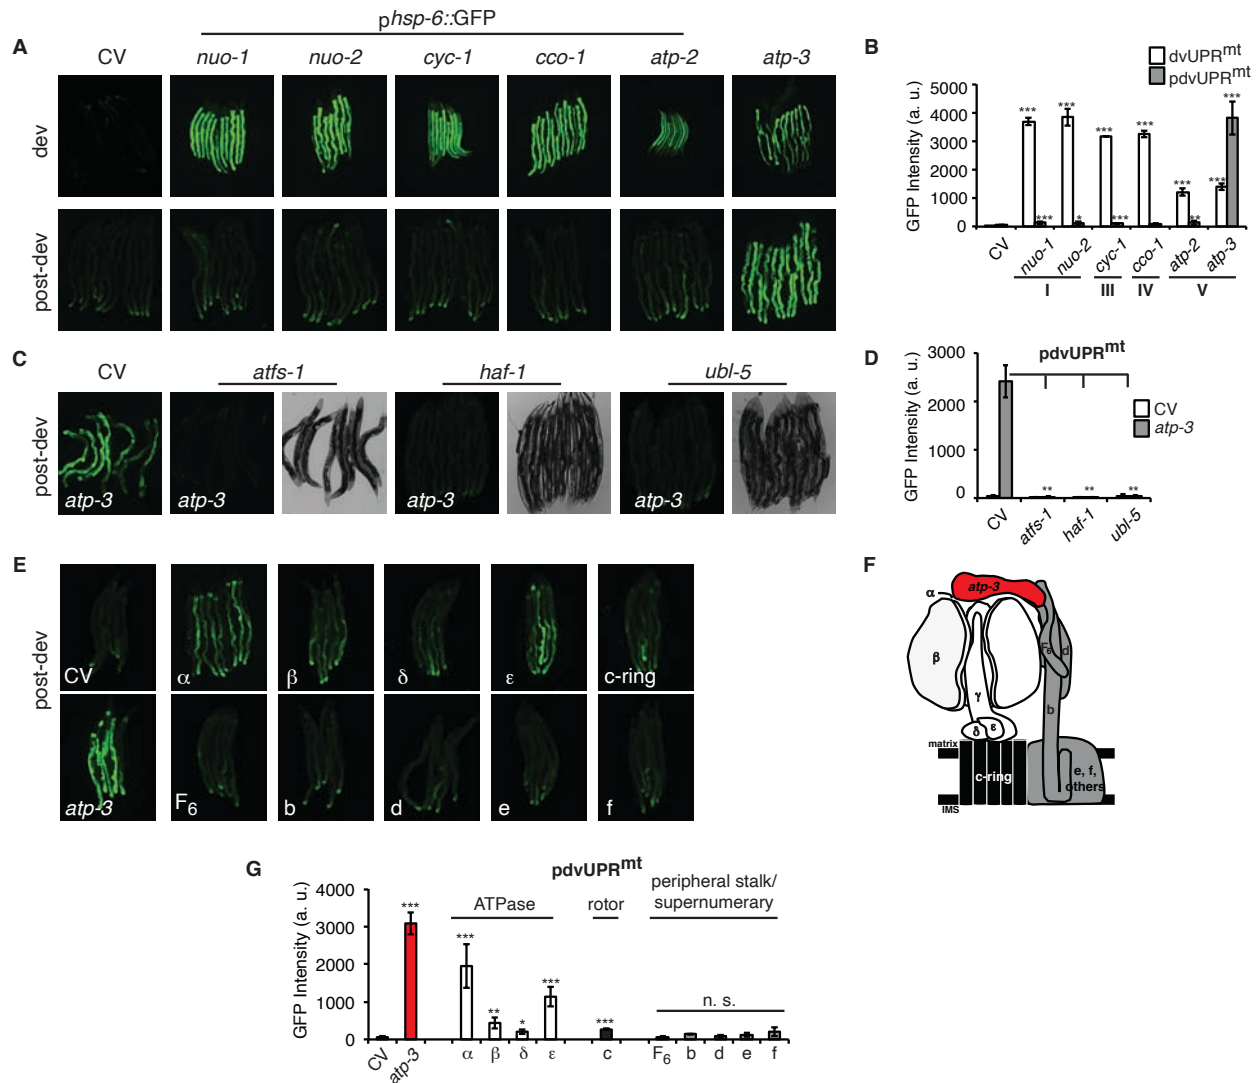 phsp-6::GFP
A
CV
nuo-1
nuo-2
cyc-1
cco-1
atp-2
atp-3
dev
post-dev
B
dvUPRmt
pdvUPRmt
GFP Intensity (a. u.)
5000
4000
3000
2000
1000
0
***
***
***
***
***
***
***
***
*
***
**
CV
nuo-1
nuo-2
cyc-1
cco-1
atp-2
atp-3
I
III
IV
V
C
CV
atfs-1
haf-1
ubl-5
post-dev
atp-3
atp-3
atp-3
atp-3
D
pdvUPRmt
GFP Intensity (a. u.)
3000
2000
1000
0
CV
atp-3
**
**
**
CV
atfs-1
haf-1
ubl-5
E
post-dev
CV
α
β
δ
ε
c-ring
atp-3
F6
b
d
e
f
F
atp-3
α
β
F6
d
γ
b
δ
ε
matrix
c-ring
e, f,
others
IMS
G
pdvUPRmt
GFP Intensity (a. u.)
4000
3000
2000
1000
0
ATPase
rotor
peripheral stalk/
supernumerary
***
***
**
*
***
***
n. s.
CV
atp-3
α
β
δ
ε
c
F6
b
d
e
f